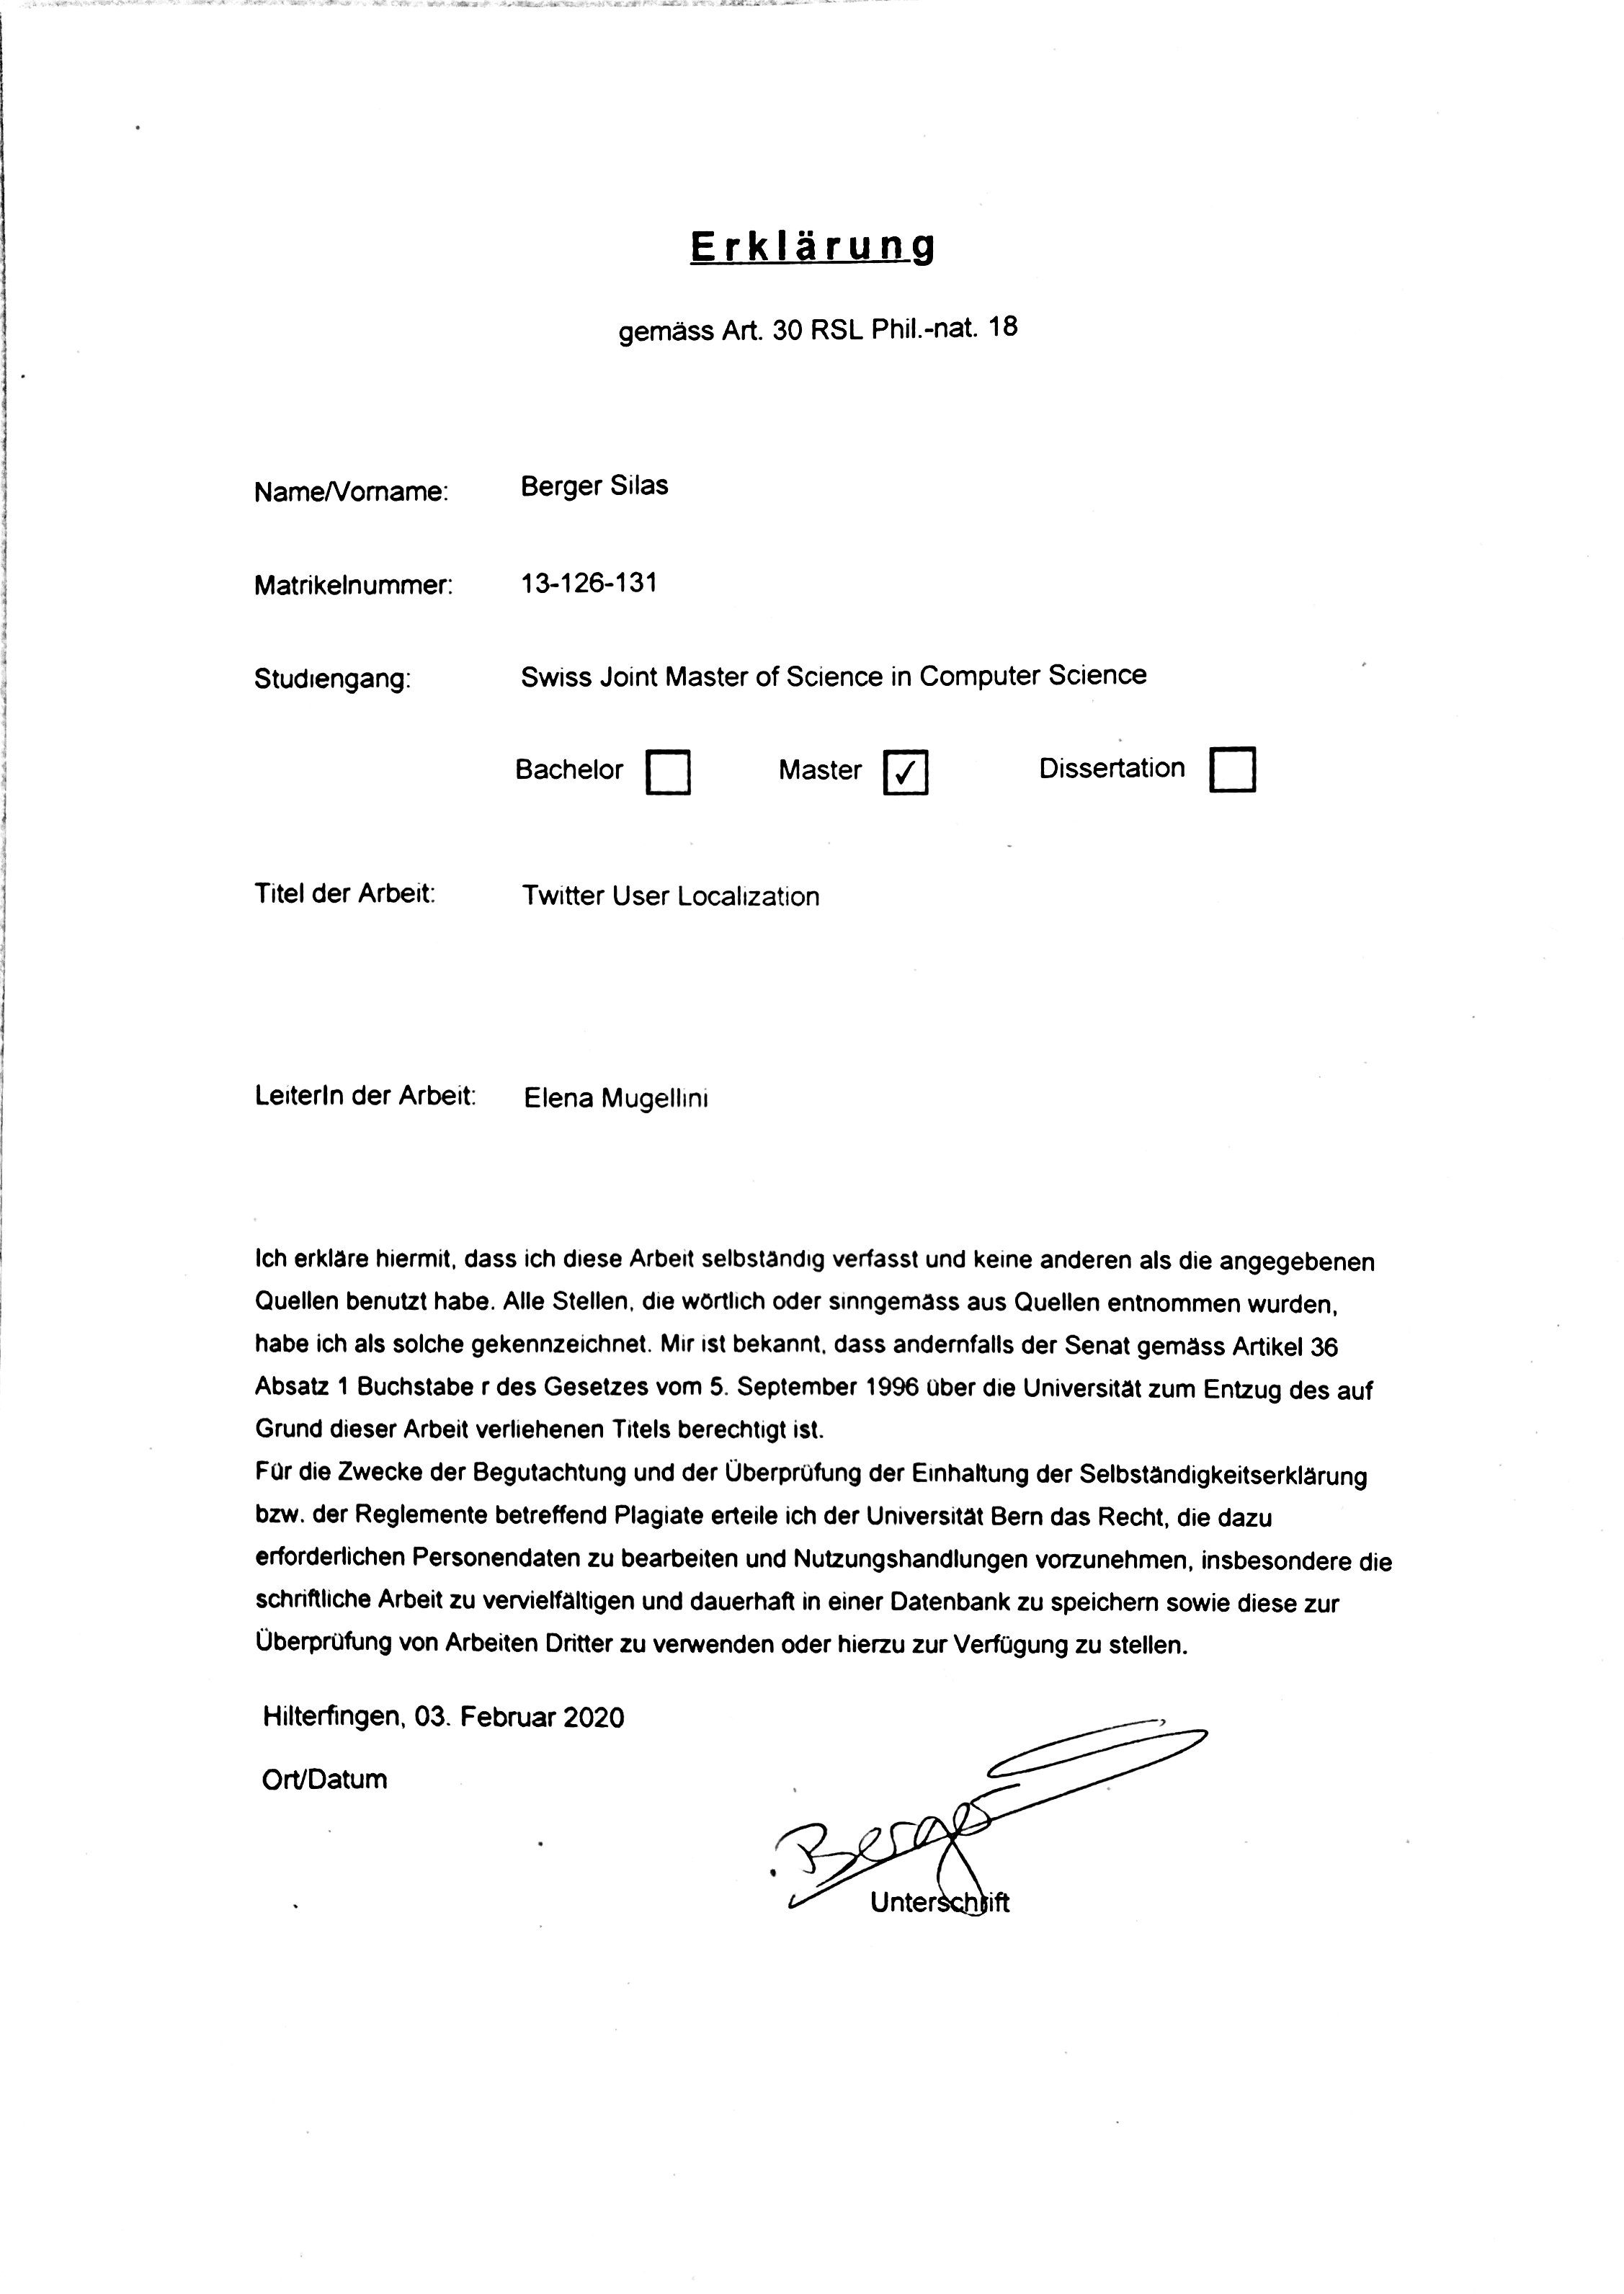 Erklärung
gemäss Art. 30 RSL Phil.-nat. 18
Name/Vorname: Berger Silas
Matrikelnummer: 13-126-131
Studiengang: Swiss Joint Master of Science in Computer Science
Bachelor Master ✓ Dissertation
Titel der Arbeit: Twitter User Localization
LeiterIn der Arbeit: Elena Mugellini
Ich erkläre hiermit, dass ich diese Arbeit selbständig verfasst und keine anderen als die angegebenen
Quellen benutzt habe. Alle Stellen, die wörtlich oder sinngemäss aus Quellen entnommen wurden,
habe ich als solche gekennzeichnet. Mir ist bekannt, dass andernfalls der Senat gemäss Artikel 36
Absatz 1 Buchstabe r des Gesetzes vom 5. September 1996 über die Universität zum Entzug des auf
Grund dieser Arbeit verliehenen Titels berechtigt ist.
Für die Zwecke der Begutachtung und der Überprüfung der Einhaltung der Selbständigkeitserklärung
bzw. der Reglemente betreffend Plagiate erteile ich der Universität Bern das Recht, die dazu
erforderlichen Personendaten zu bearbeiten und Nutzungshandlungen vorzunehmen, insbesondere die
schriftliche Arbeit zu vervielfältigen und dauerhaft in einer Datenbank zu speichern sowie diese zur
Überprüfung von Arbeiten Dritter zu verwenden oder hierzu zur Verfügung zu stellen.
Hilterfingen, 03. Februar 2020
Ort/Datum
Berger
Unterschrift